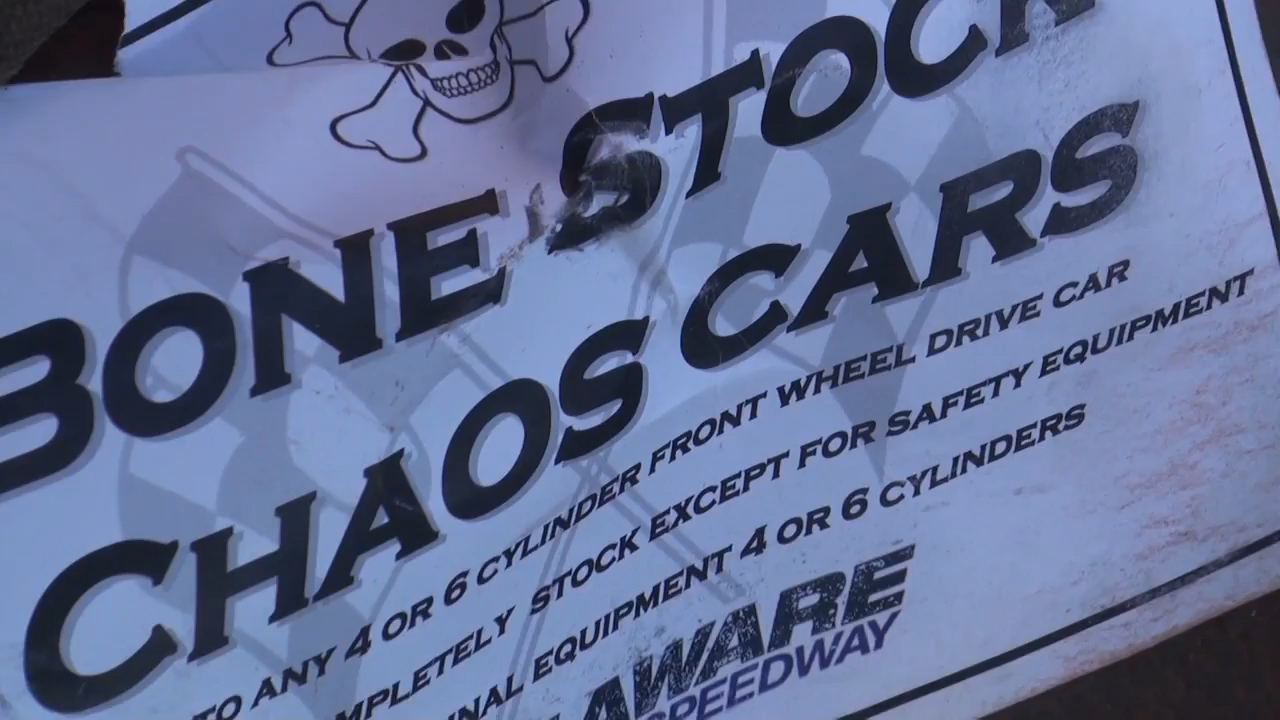 BONE STOCK
CHAOS CARS
TO ANY 4 OR 6 CYLINDER FRONT WHEEL DRIVE CAR
MPLETELY STOCK EXCEPT FOR SAFETY EQUIPMENT
INAL EQUIPMENT 4 OR 6 CYLINDERS
AWARE
SPEEDWAY